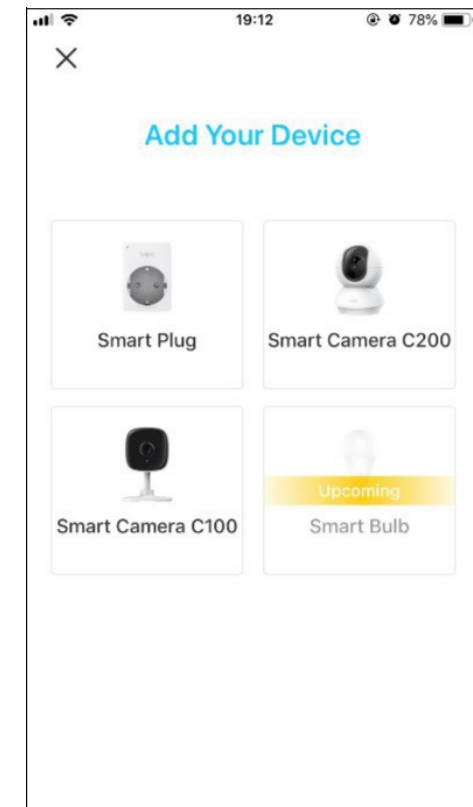 19:12
78%
Add Your Device
Smart Plug
Smart Camera C200
Smart Camera C100
Upcoming
Smart Bulb